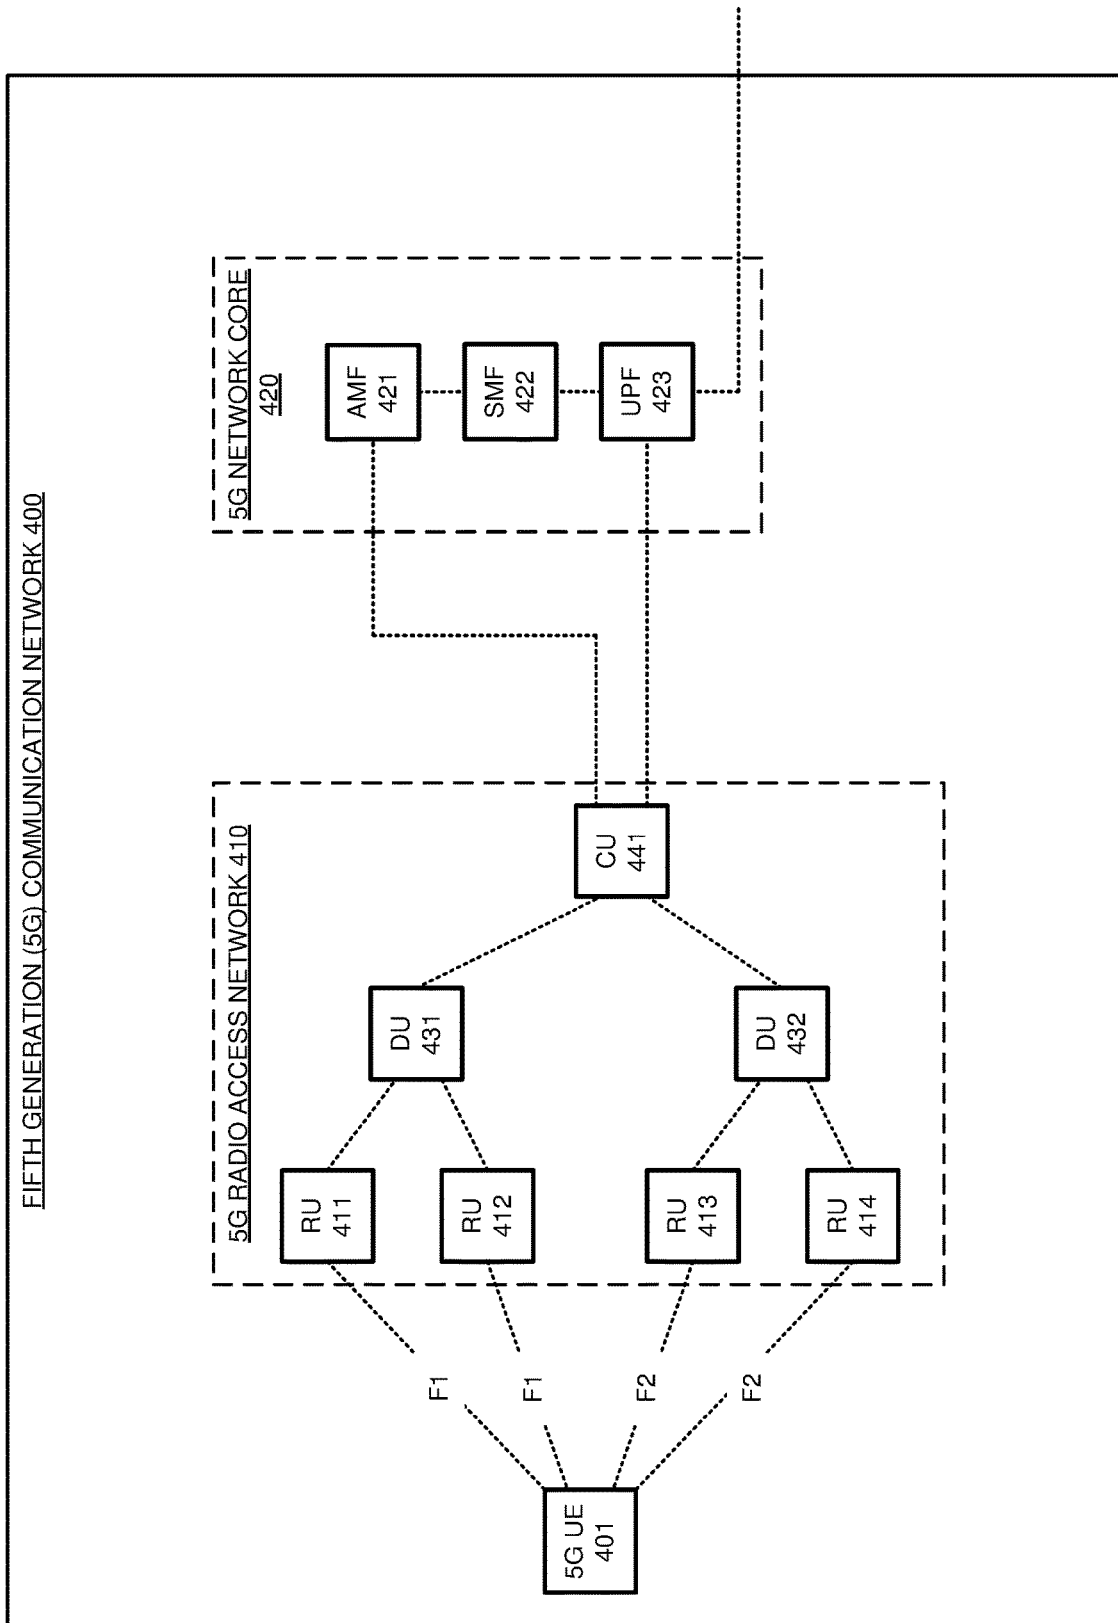 FIFTH GENERATION (5G) COMMUNICATION NETWORK 400
5G RADIO ACCESS NETWORK 410
5G NETWORK CORE
420
5G UE
401
F1
F1
F2
F2
RU
411
RU
412
RU
413
RU
414
DU
431
DU
432
CU
441
AMF
421
SMF
422
UPF
423